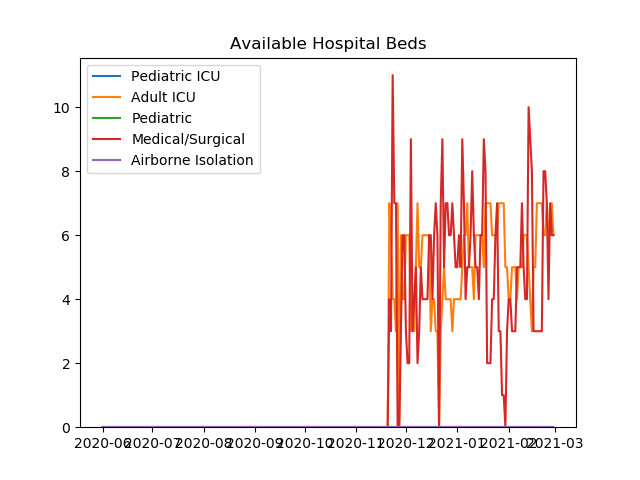 Available Hospital Beds
Pediatric ICU
Adult ICU
Pediatric
Medical/Surgical
Airborne Isolation
10
8
6
4
2
0
2020-06 2020-07 2020-08 2020-09 2020-10 2020-11 2020-12 2021-01 2021-02 2021-03